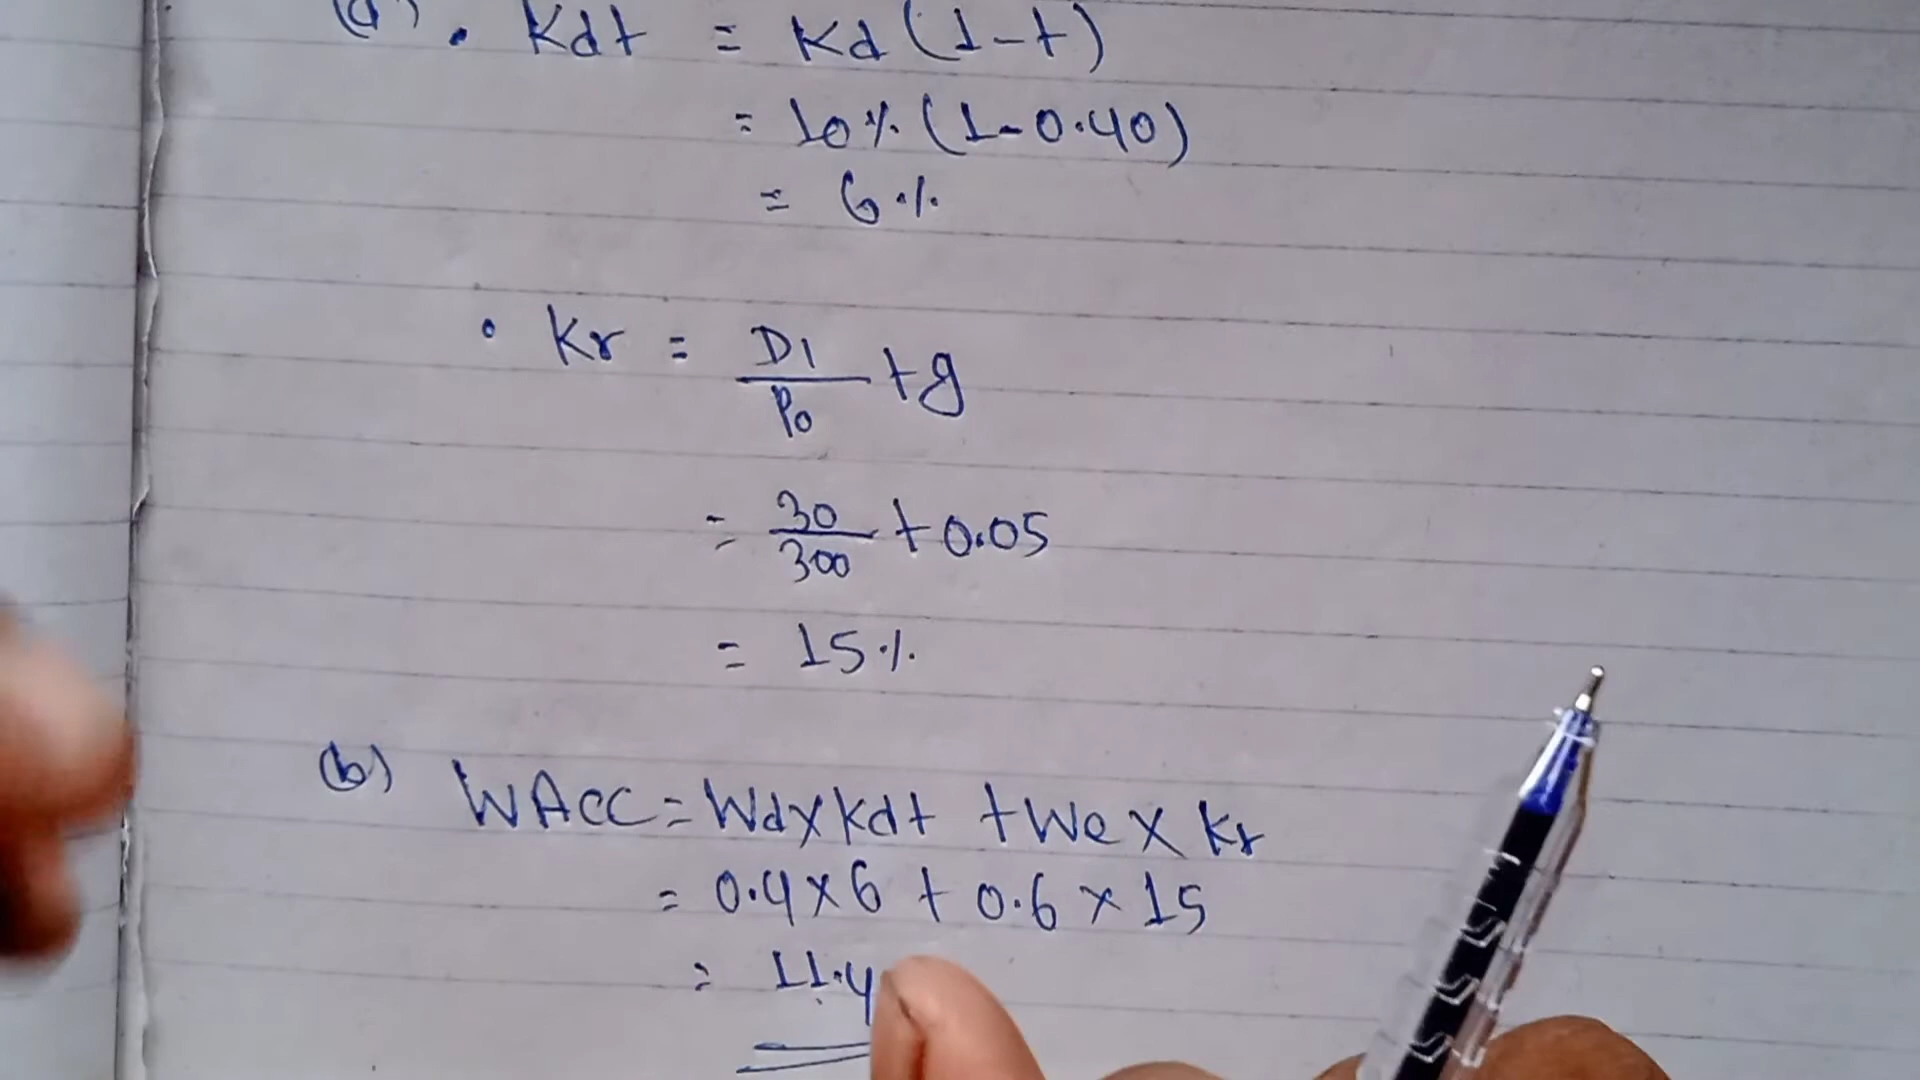 (a) • Kdt = Kd (1-t)
= 10% (1-0.40)
= 6%
• Kr = D1/P0 + g
= 30/300 + 0.05
= 15%
(b) WACC = Wd × Kdt + We × Kr
= 0.4 × 6 + 0.6 × 15
= 11.4